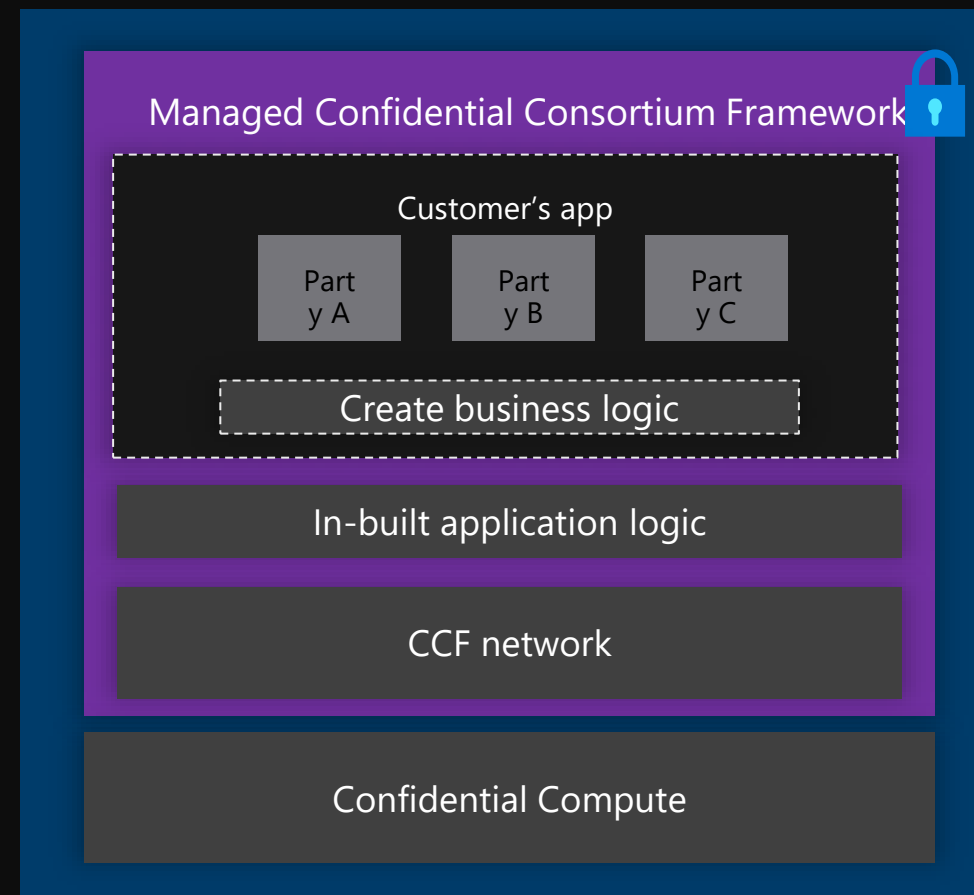 Managed Confidential Consortium Framework
Customer’s app
Part
y A
Part
y B
Part
y C
Create business logic
In-built application logic
CCF network
Confidential Compute